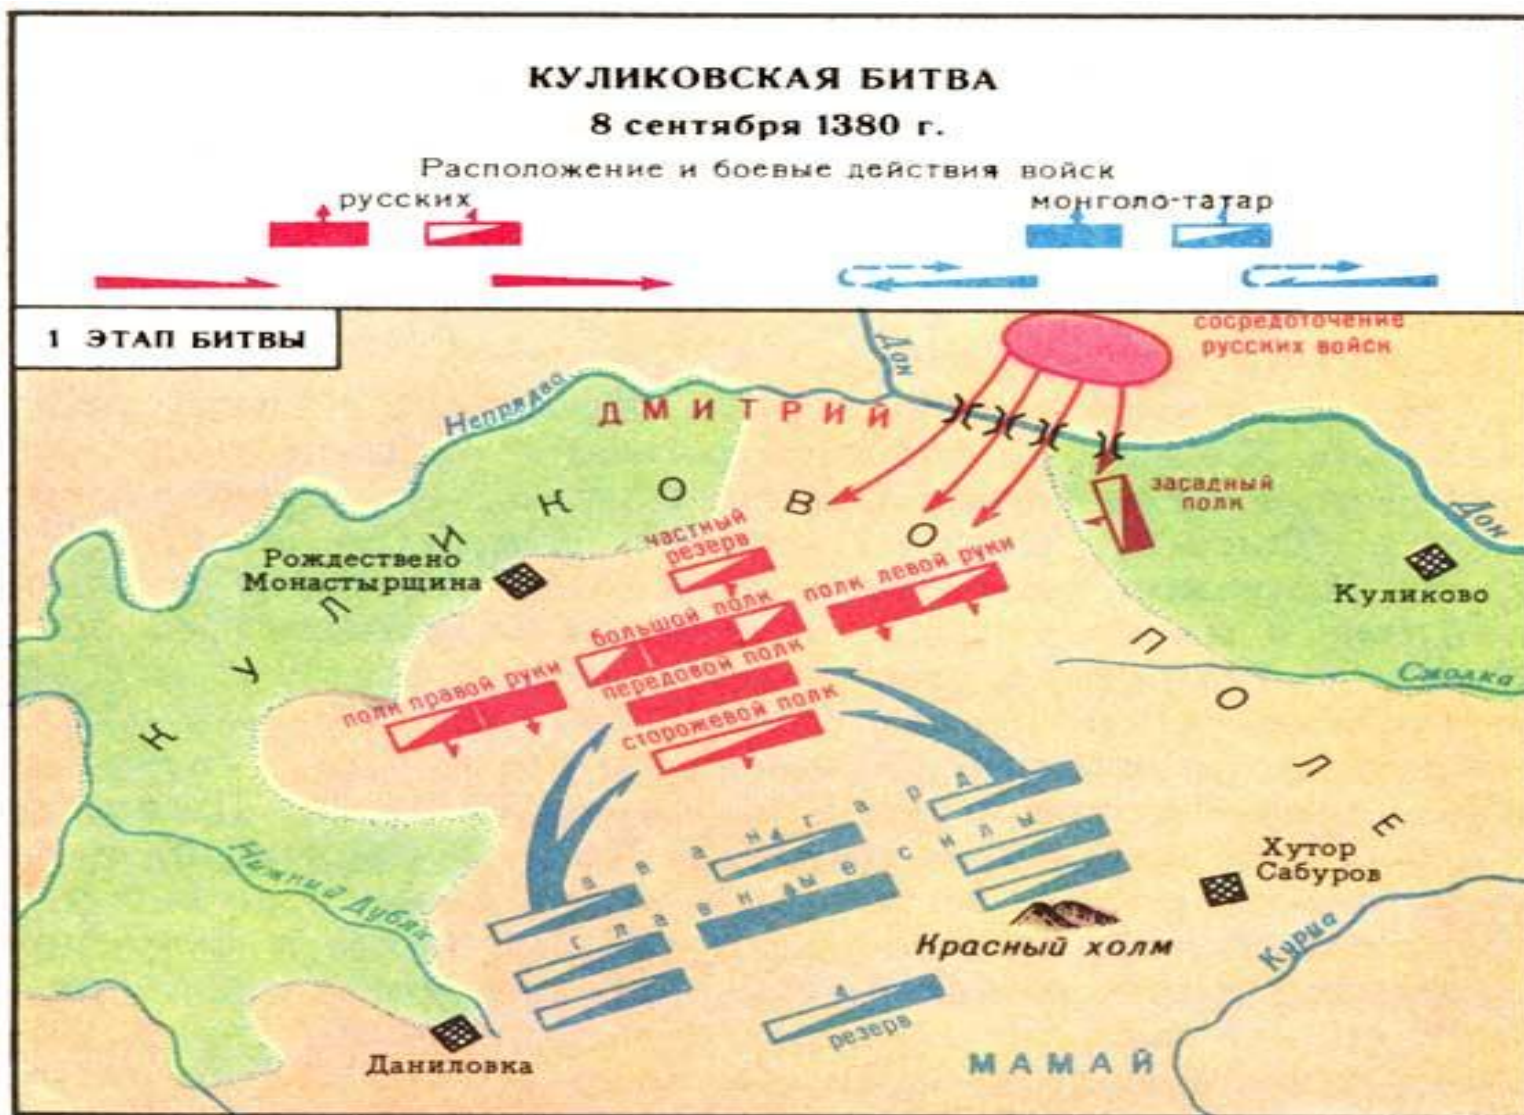 КУЛИКОВСКАЯ БИТВА
8 сентября 1380 г.
Расположение и боевые действия войск
русских
монголо-татар
1 ЭТАП БИТВЫ
сосредоточение
русских войск
Дон
Непрядва
ДМИТРИЙ
КУЛИКОВО ПОЛЕ
засадный
полк
Дон
частный
резерв
Рождествено
Монастырщина
полк левой руки
Куликово
большой полк
передовой полк
полк правой руки
сторожевой полк
Смолка
авангард
главные силы
Хутор
Сабуров
Нижний Дубяк
Красный холм
Курца
резерв
Даниловка
МАМАЙ